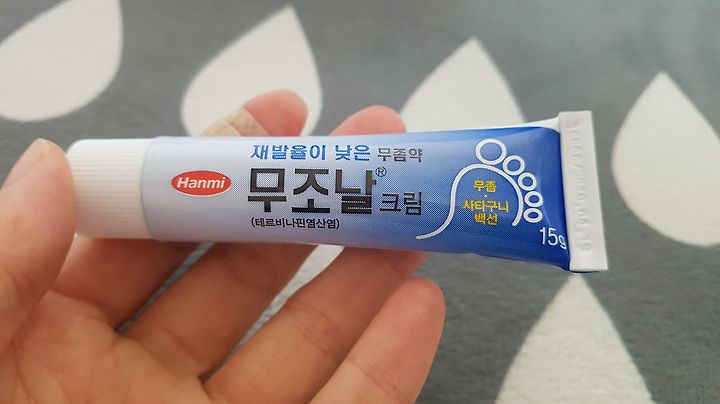 재발율이 낮은 무좀약
Hanmi
무조날® 크림
(테르비나핀염산염)
무좀
·
사타구니
백선
15g